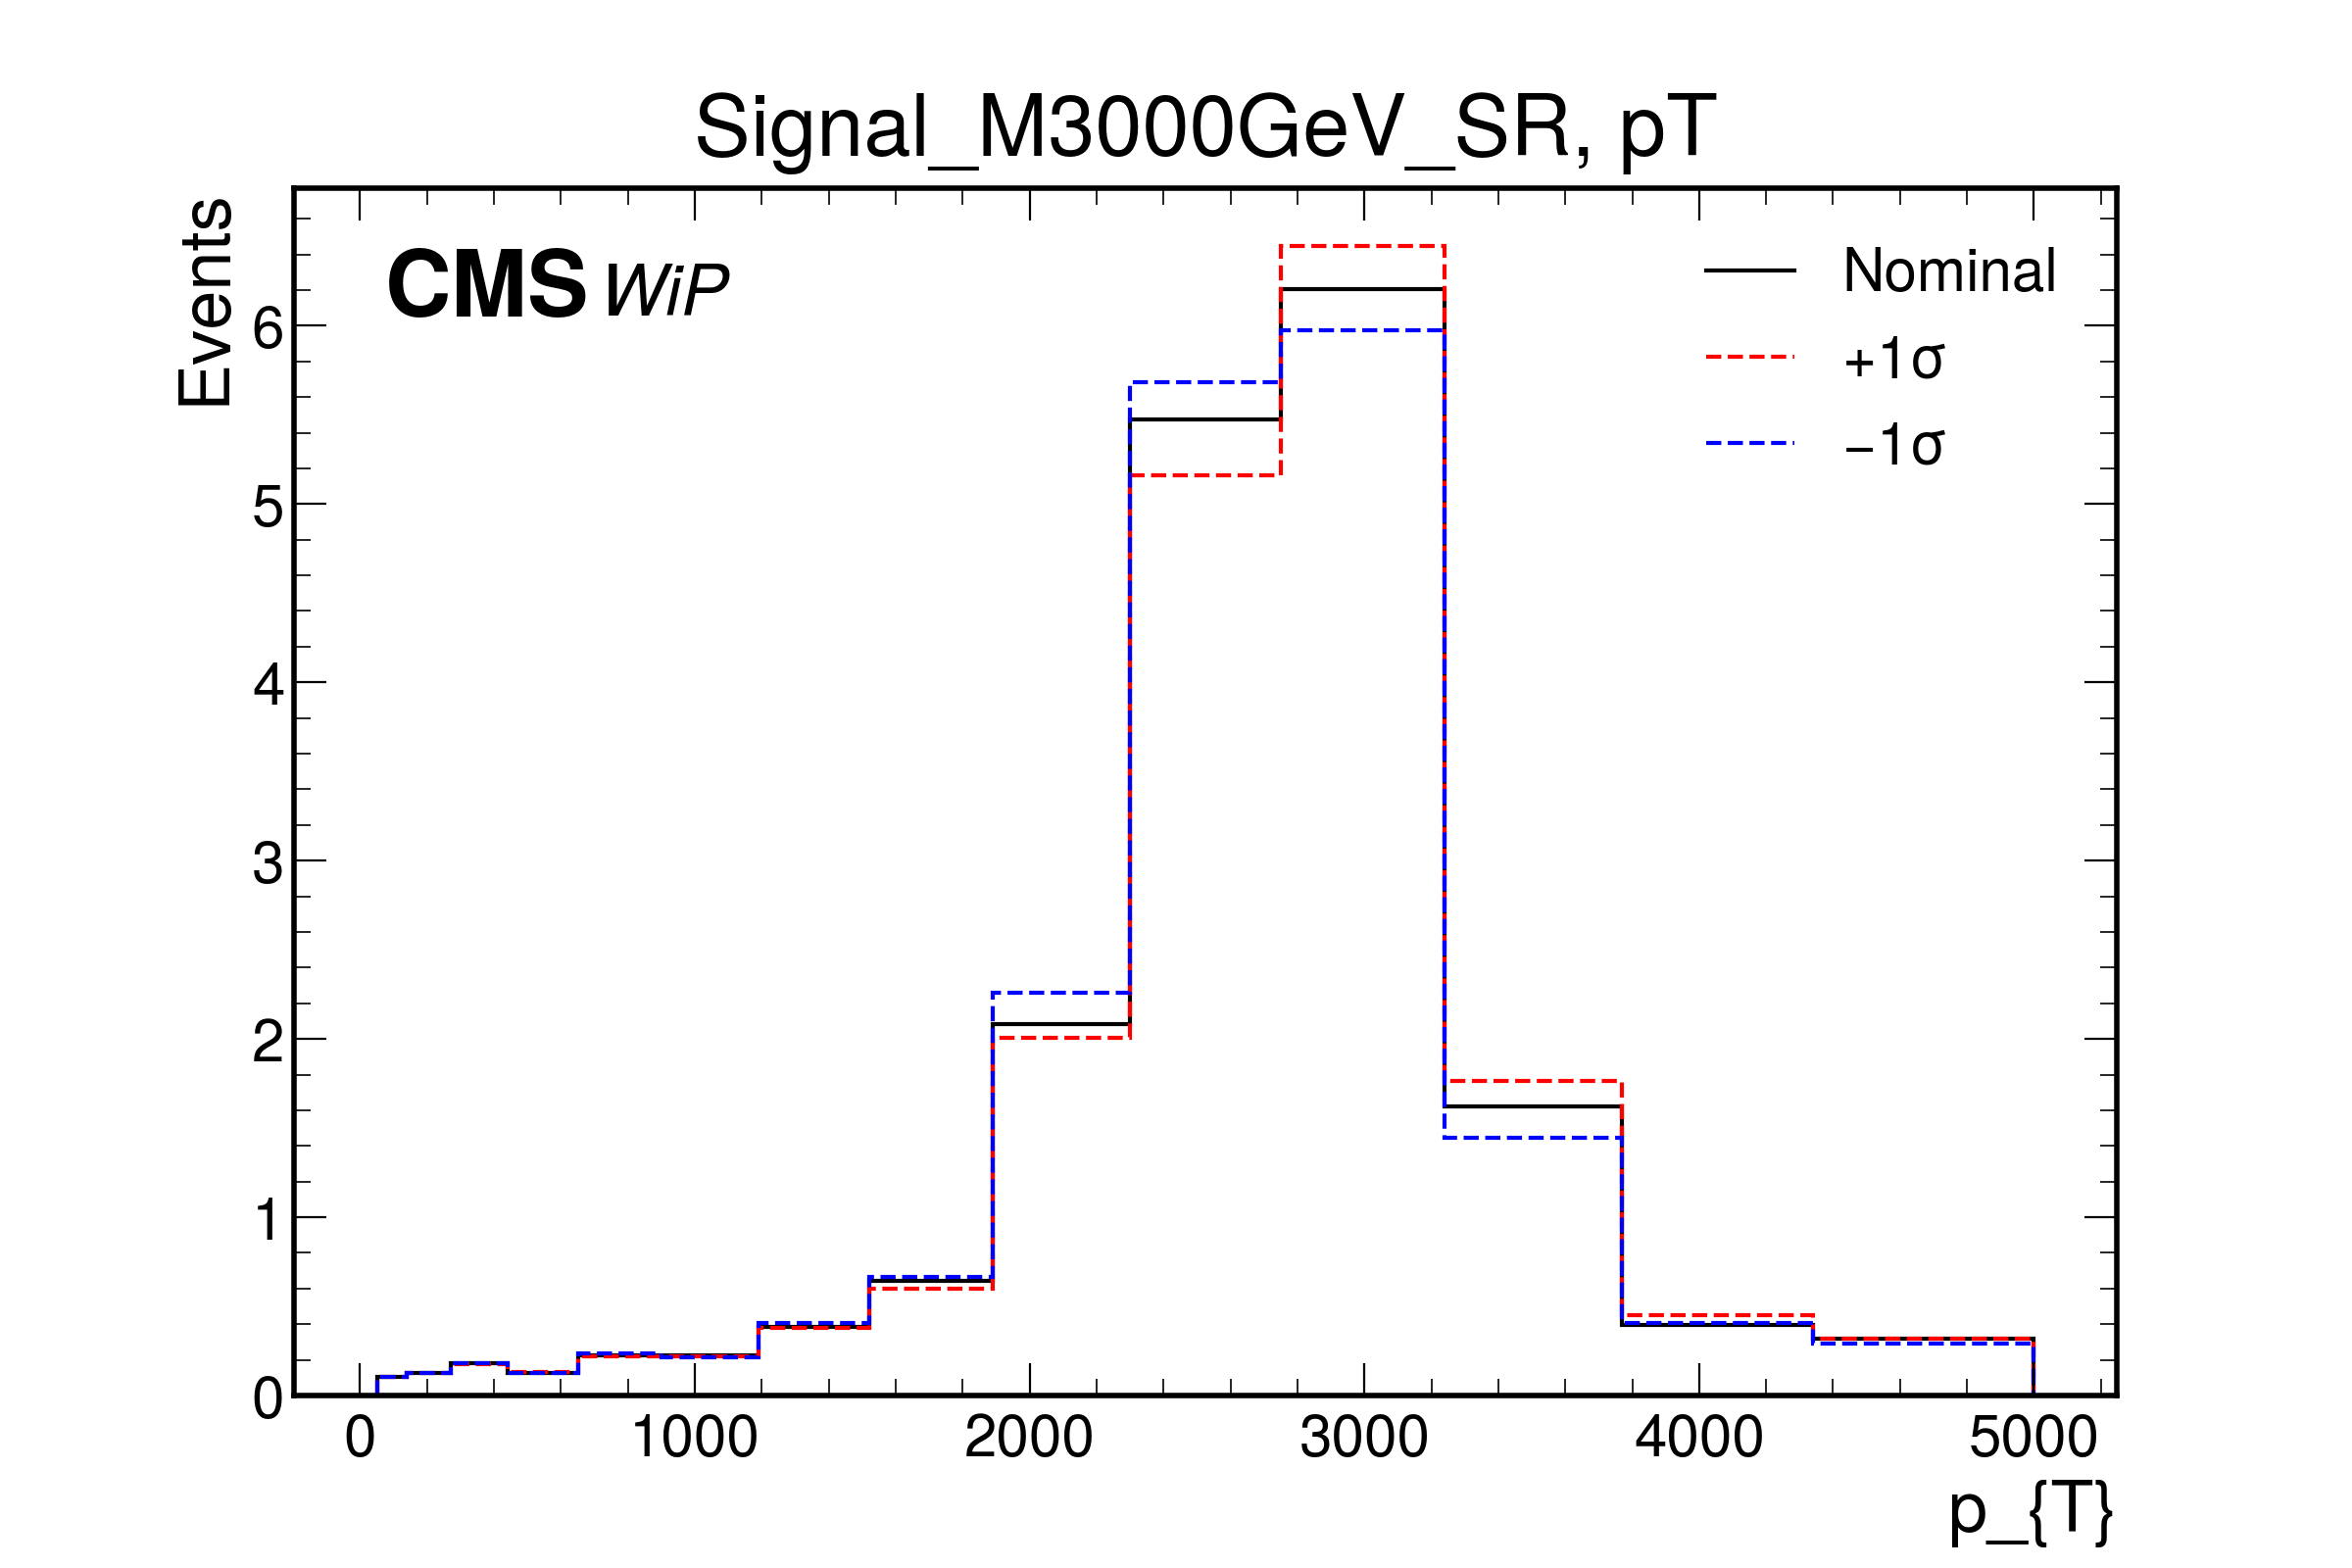 Signal_M3000GeV_SR, pT
Events
CMS WiP
Nominal
+1σ
−1σ
6
5
4
3
2
1
0
0 1000 2000 3000 4000 5000
p_{T}